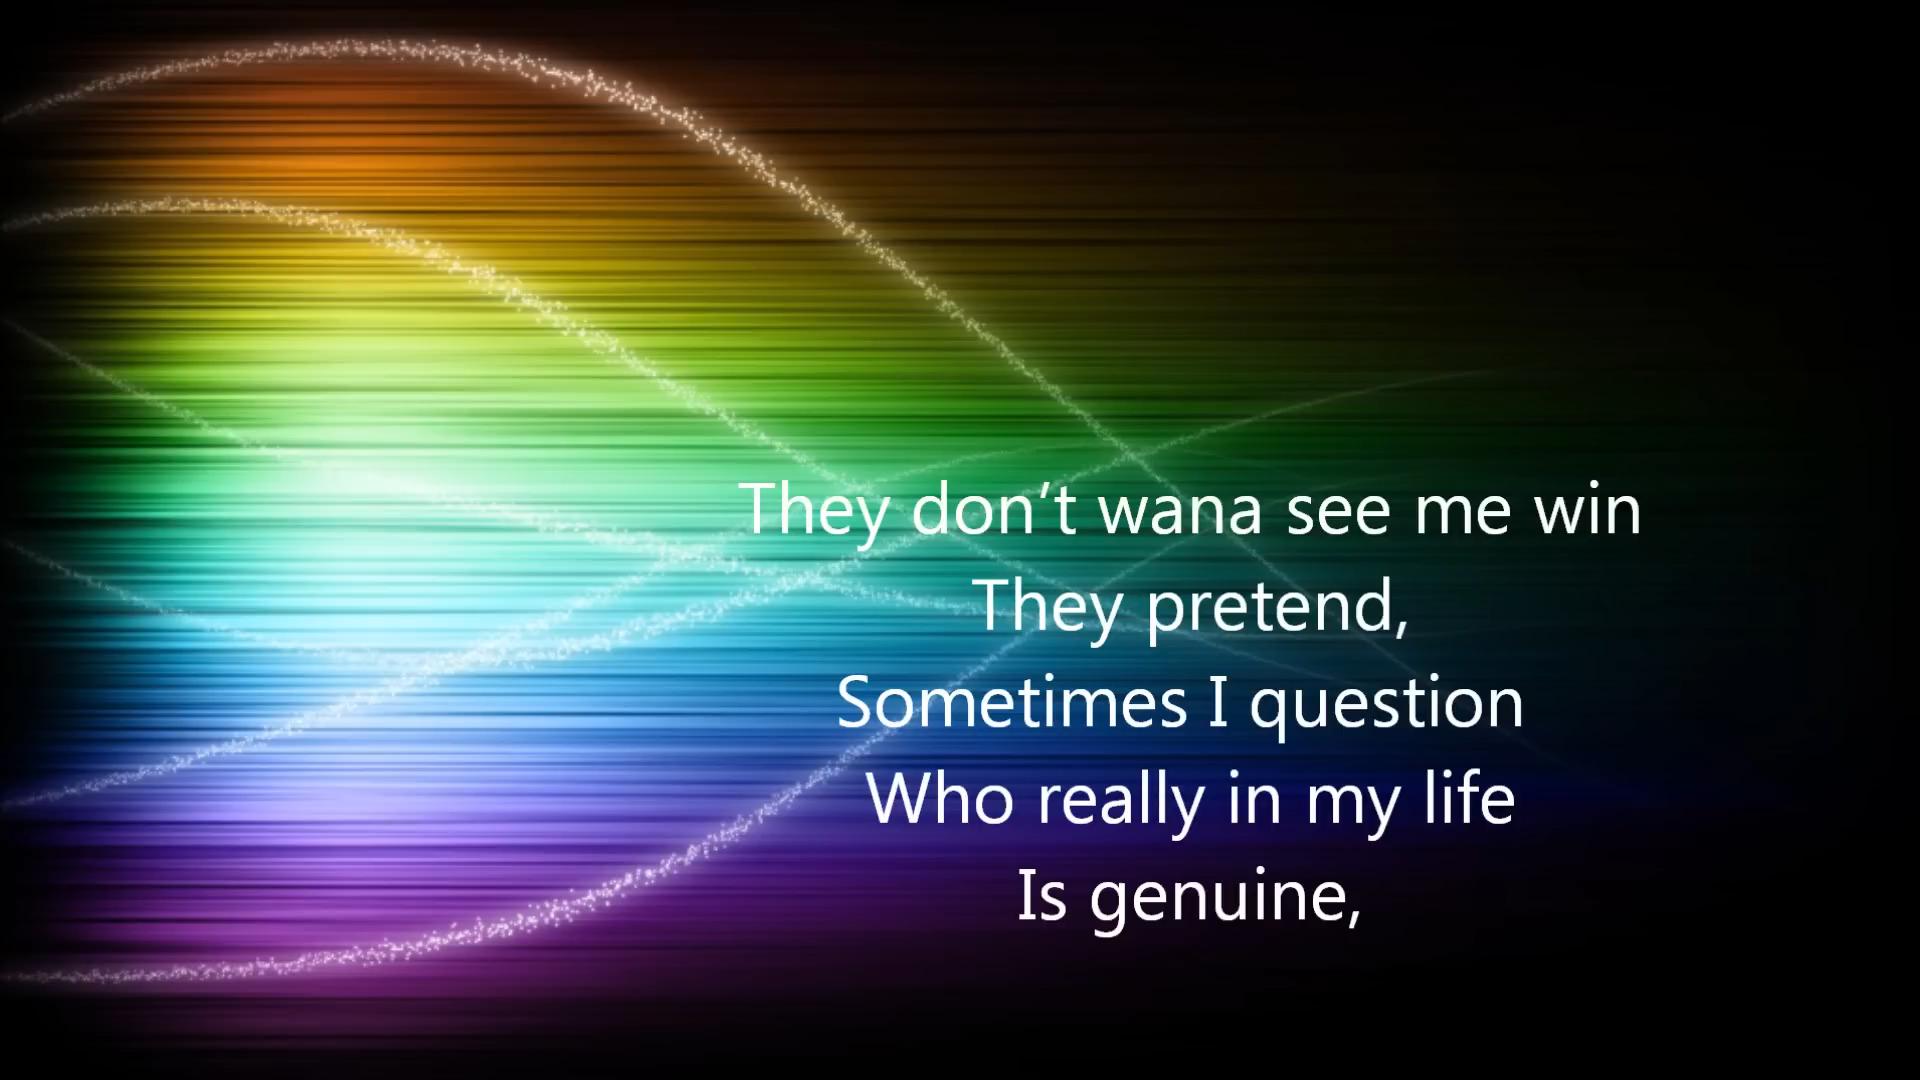 They don’t wana see me win
They pretend,
Sometimes I question
Who really in my life
Is genuine,